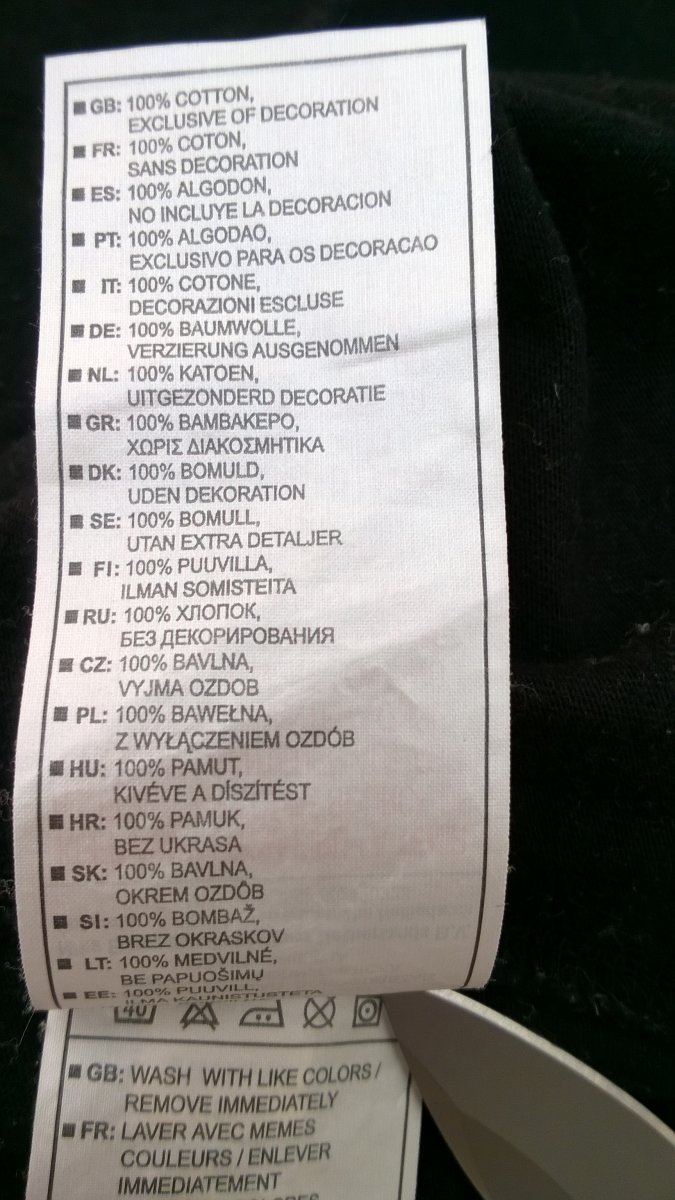 GB: 100% COTTON,
EXCLUSIVE OF DECORATION
FR: 100% COTON,
SANS DECORATION
ES: 100% ALGODON,
NO INCLUYE LA DECORACION
PT: 100% ALGODAO,
EXCLUSIVO PARA OS DECORACAO
IT: 100% COTONE,
DECORAZIONI ESCLUSE
DE: 100% BAUMWOLLE,
VERZIERUNG AUSGENOMMEN
NL: 100% KATOEN,
UITGEZONDERD DECORATIE
GR: 100% ΒΑΜΒΑΚΕΡΟ,
ΧΩΡΙΣ ΔΙΑΚΟΣΜΗΤΙΚΑ
DK: 100% BOMULD,
UDEN DEKORATION
SE: 100% BOMULL,
UTAN EXTRA DETALJER
FI: 100% PUUVILLA,
ILMAN SOMISTEITA
RU: 100% ХЛОПОК,
БЕЗ ДЕКОРИРОВАНИЯ
CZ: 100% BAVLNA,
VYJMA OZDOB
PL: 100% BAWEŁNA,
Z WYŁĄCZENIEM OZDÓB
HU: 100% PAMUT,
KIVÉVE A DÍSZÍTÉST
HR: 100% PAMUK,
BEZ UKRASA
SK: 100% BAVLNA,
OKREM OZDÔB
SI: 100% BOMBAŽ,
BREZ OKRASKOV
LT: 100% MEDVILNÉ,
BE PAPUOŠIMŲ
EE: 100% PUUVILL,
ILMA KAUNISTUSTETA
40
GB: WASH WITH LIKE COLORS /
REMOVE IMMEDIATELY
FR: LAVER AVEC MEMES
COULEURS / ENLEVER
IMMEDIATEMENT